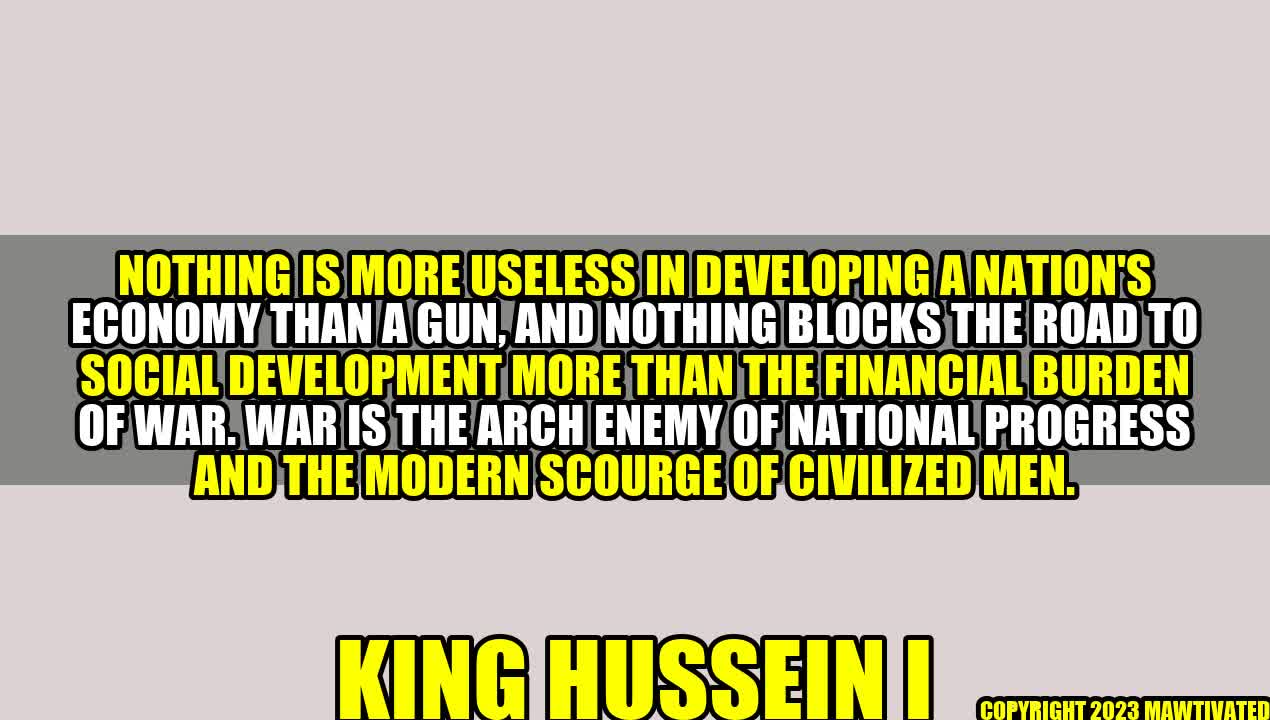 NOTHING IS MORE USELESS IN DEVELOPING A NATION'S
ECONOMY THAN A GUN, AND NOTHING BLOCKS THE ROAD TO
SOCIAL DEVELOPMENT MORE THAN THE FINANCIAL BURDEN
OF WAR. WAR IS THE ARCH ENEMY OF NATIONAL PROGRESS
AND THE MODERN SCOURGE OF CIVILIZED MEN.
KING HUSSEIN I
COPYRIGHT 2023 MAWTIVATED